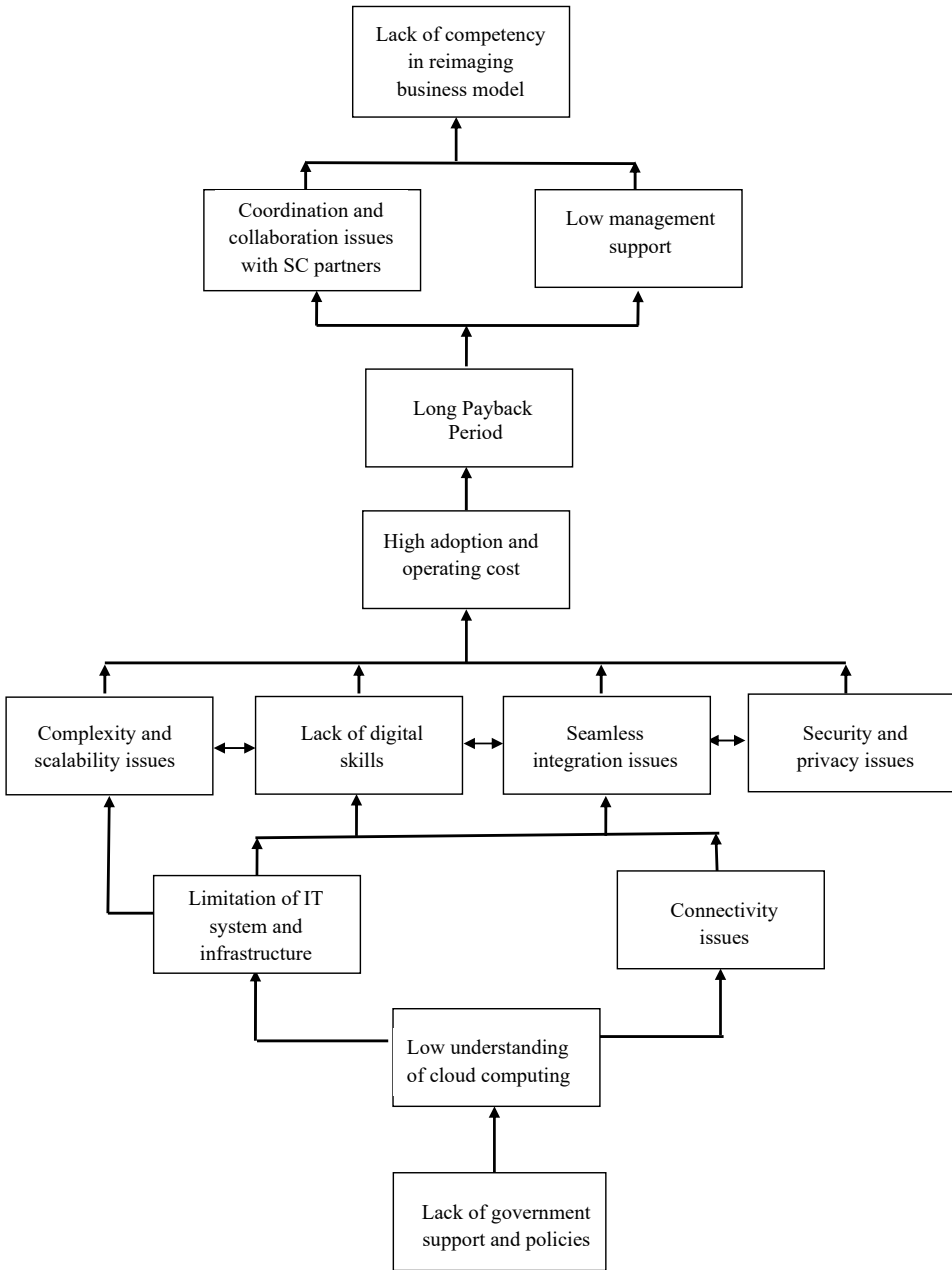 Lack of competency
in reimaging
business model
Coordination and
collaboration issues
with SC partners
Low management
support
Long Payback
Period
High adoption and
operating cost
Complexity and
scalability issues
Lack of digital
skills
Seamless
integration issues
Security and
privacy issues
Limitation of IT
system and
infrastructure
Connectivity
issues
Low understanding
of cloud computing
Lack of government
support and policies